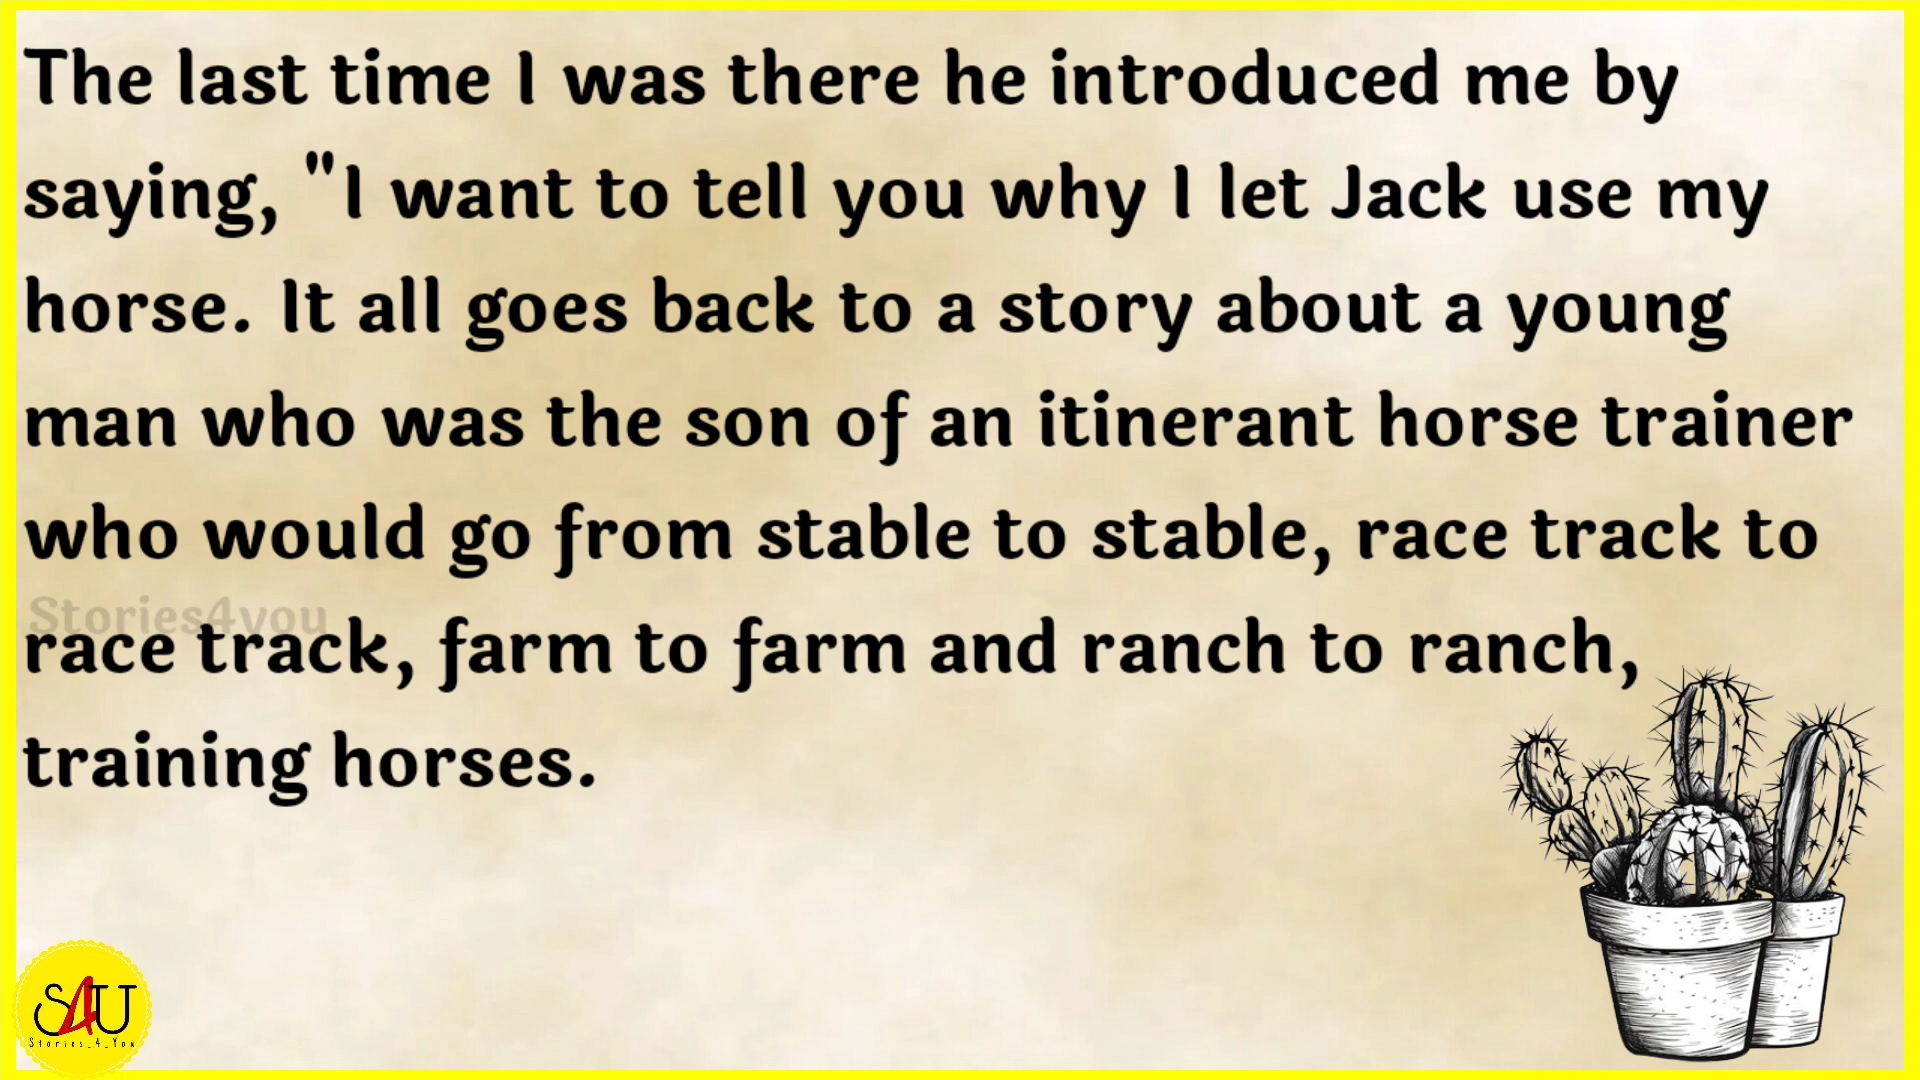 The last time I was there he introduced me by
saying, "I want to tell you why I let Jack use my
horse. It all goes back to a story about a young
man who was the son of an itinerant horse trainer
who would go from stable to stable, race track to
Stories4you
race track, farm to farm and ranch to ranch,
training horses.
S4U
Stories_4_You